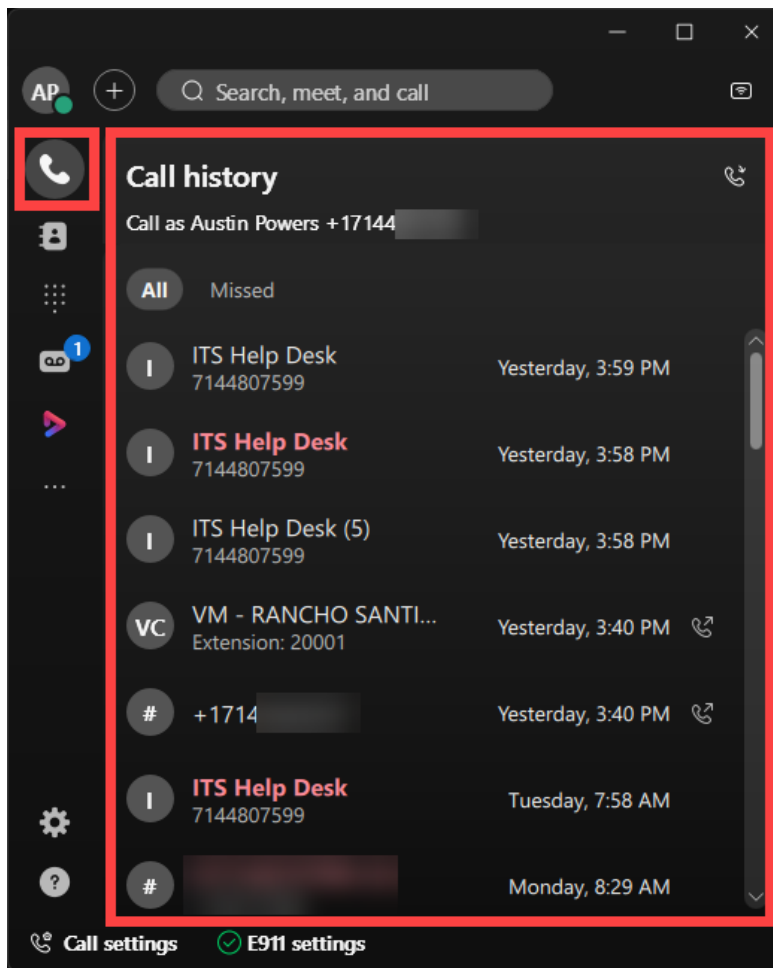 AP
Search, meet, and call
Call history
Call as Austin Powers +17144
All Missed
1
I ITS Help Desk
7144807599
Yesterday, 3:59 PM
I ITS Help Desk
7144807599
Yesterday, 3:58 PM
I ITS Help Desk (5)
7144807599
Yesterday, 3:58 PM
VC VM - RANCHO SANTI...
Extension: 20001
Yesterday, 3:40 PM
# +1714
Yesterday, 3:40 PM
I ITS Help Desk
7144807599
Tuesday, 7:58 AM
#
Monday, 8:29 AM
?
Call settings E911 settings